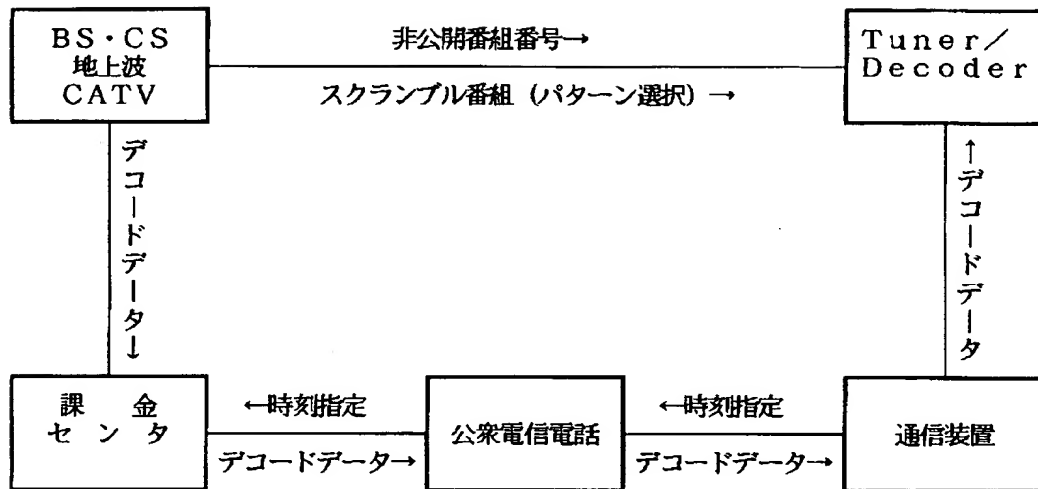 BS・CS
地上波
CATV
非公開番組番号→
スクランブル番組（パターン選択）→
Tuner／
Decoder
デコードデータ↓
←デコードデータ
課 金
センタ
←時刻指定
デコードデータ→
公衆電信電話
←時刻指定
デコードデータ→
通信装置